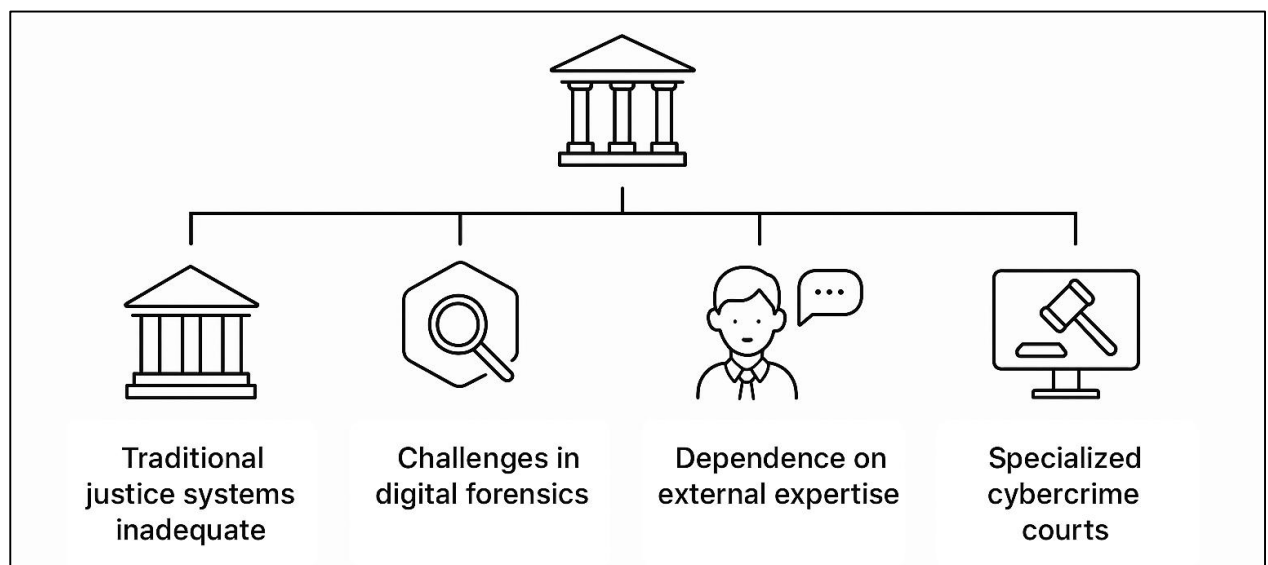 Traditional
justice systems
inadequate
Challenges in
digital forensics
Dependence on
external expertise
Specialized
cybercrime
courts